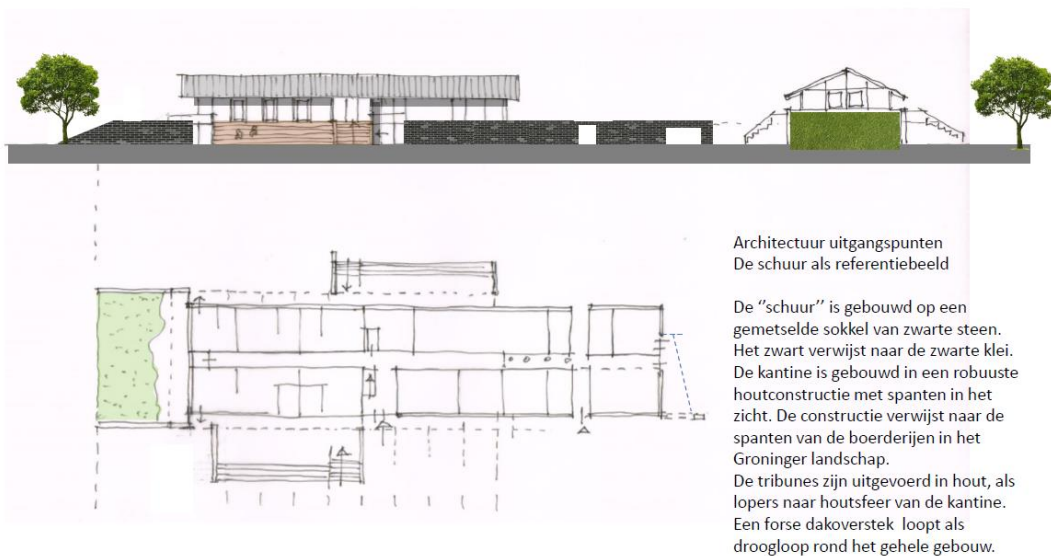 Architectuur uitgangspunten
De schuur als referentiebeeld
De ‘’schuur’’ is gebouwd op een
gemetselde sokkel van zwarte steen.
Het zwart verwijst naar de zwarte klei.
De kantine is gebouwd in een robuuste
houtconstructie met spanten in het
zicht. De constructie verwijst naar de
spanten van de boerderijen in het
Groninger landschap.
De tribunes zijn uitgevoerd in hout, als
lopers naar houtsfeer van de kantine.
Een forse dakoverstek loopt als
droogloop rond het gehele gebouw.